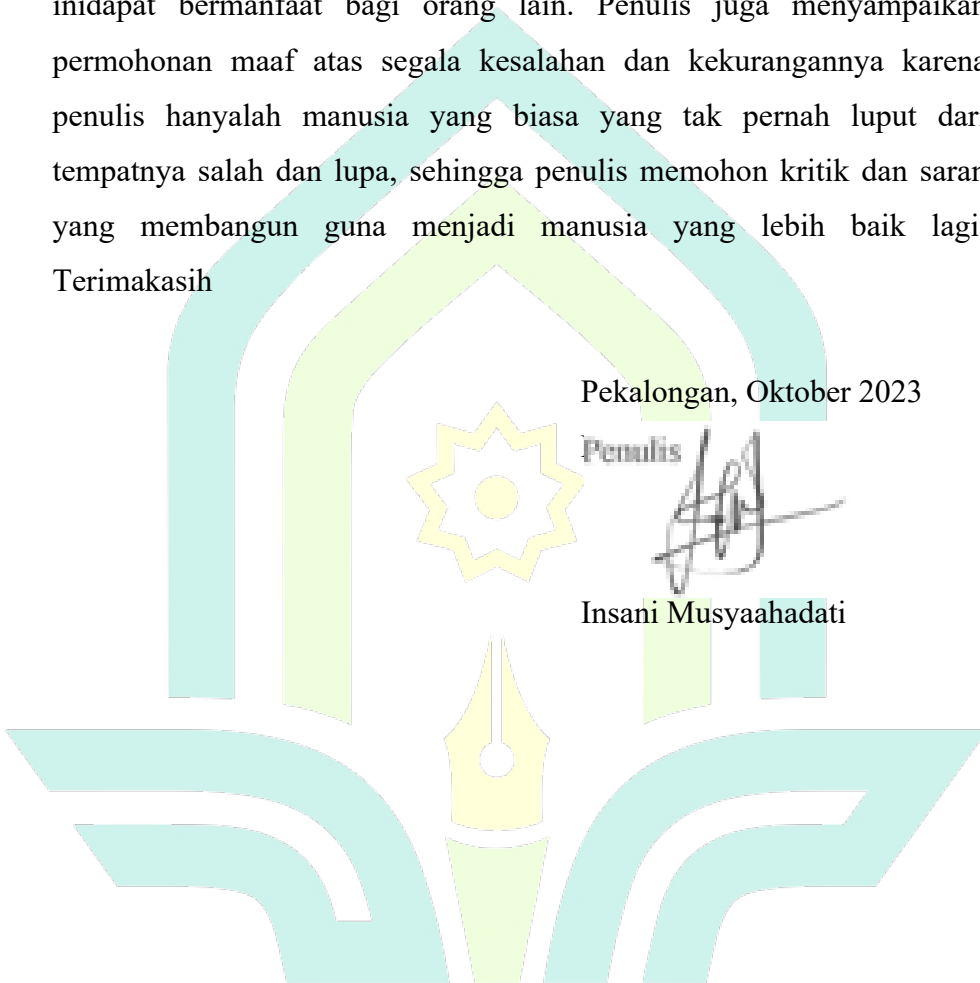 inidapat bermanfaat bagi orang lain. Penulis juga menyampaikan
permohonan maaf atas segala kesalahan dan kekurangannya karena
penulis hanyalah manusia yang biasa yang tak pernah luput dar
tempatnya salah dan lupa, sehingga penulis memohon kritik dan saran
yang membangun guna menjadi manusia yang lebih baik lagi
Terimakasih
Pekalongan, Oktober 2023
Penulis
Insani Musyaahadati